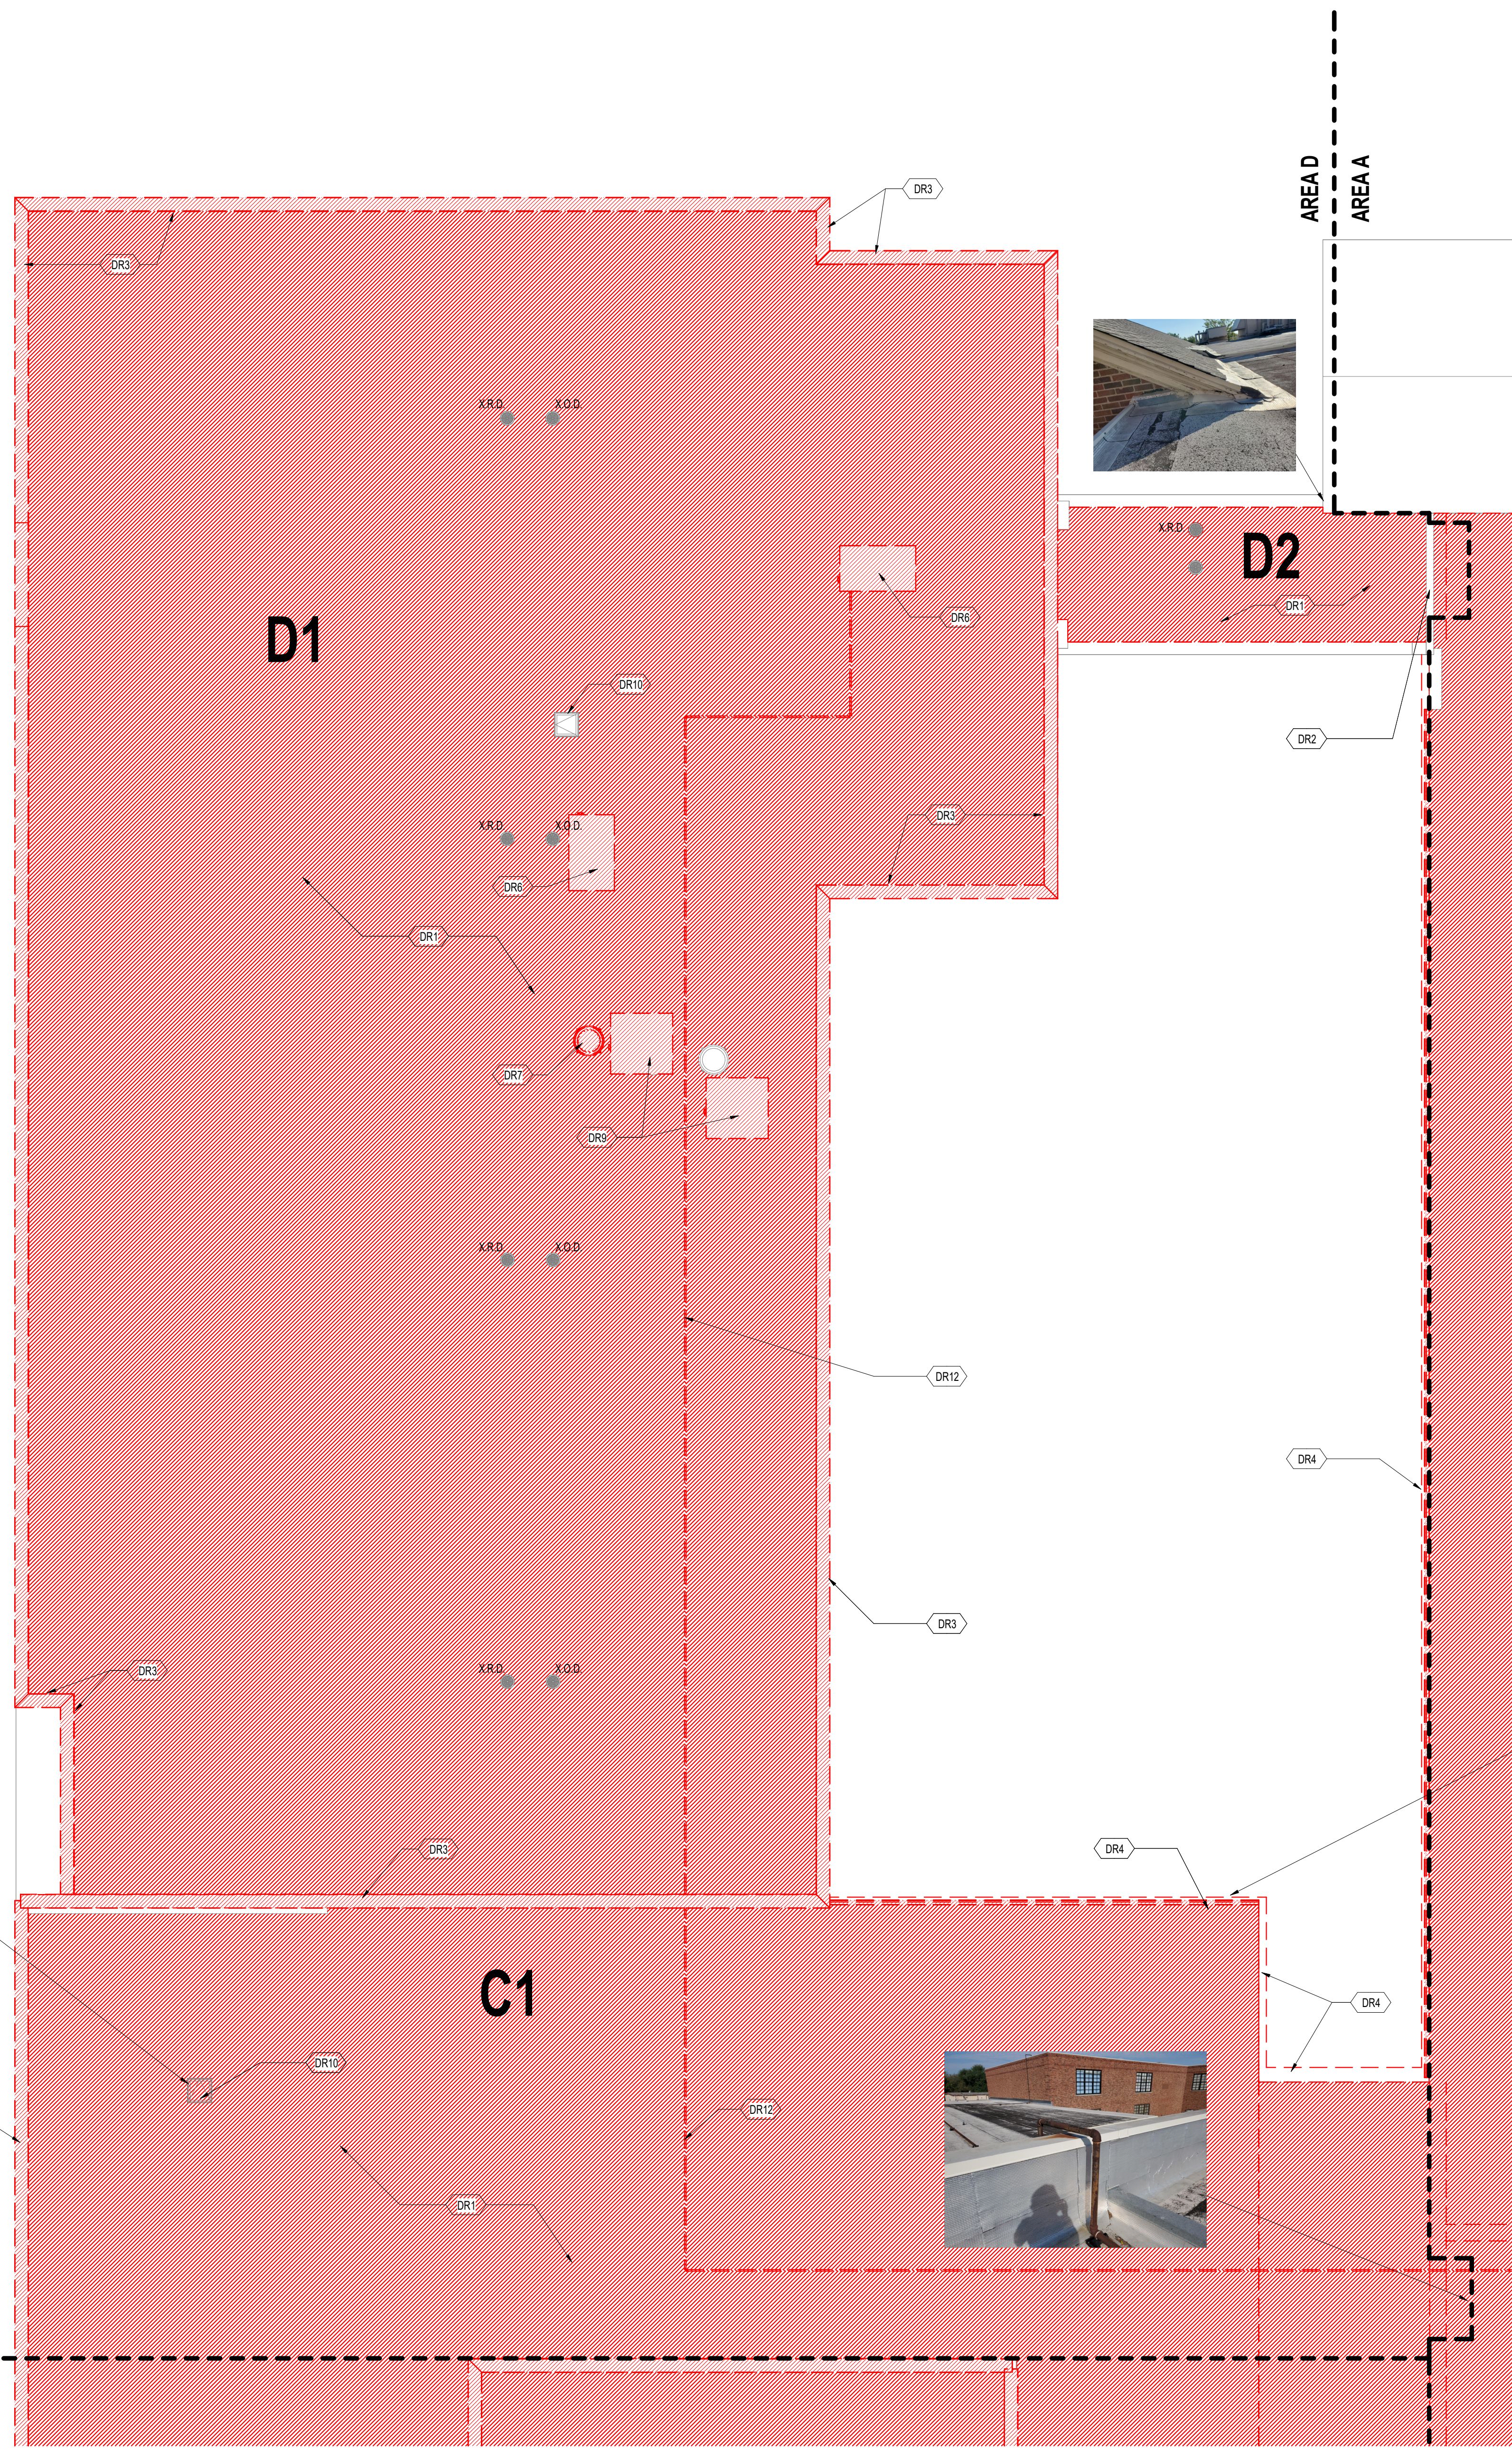 AREA D
AREA A
DR3
DR3
X.R.D.
X.O.D.
X.R.D.
D2
DR1
DR6
D1
DR10
DR2
DR3
X.R.D.
X.O.D.
DR6
DR1
DR7
DR9
X.R.D.
X.O.D.
DR12
DR4
DR3
DR3
X.R.D.
X.O.D.
DR3
DR4
C1
DR4
DR10
DR12
DR1